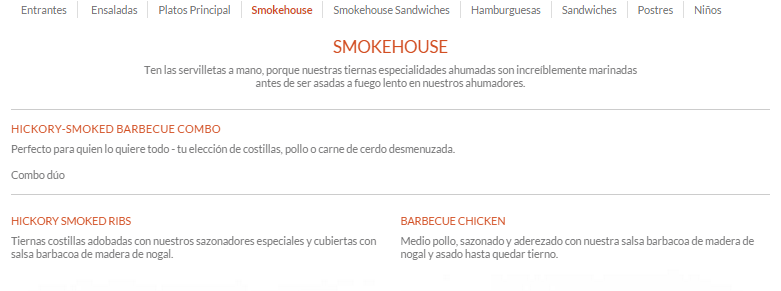 Entrantes Ensaladas Platos Principal Smokehouse Smokehouse Sandwiches Hamburguesas Sandwiches Postres Niños
SMOKEHOUSE
Ten las servilletas a mano, porque nuestras tiernas especialidades ahumadas son increíblemente marinadas
antes de ser asadas a fuego lento en nuestros ahumadores.
HICKORY-SMOKED BARBECUE COMBO
Perfecto para quien lo quiere todo - tu elección de costillas, pollo o carne de cerdo desmenuzada.
Combo dúo
HICKORY SMOKED RIBS
Tiernas costillas adobadas con nuestros sazonadores especiales y cubiertas con
salsa barbacoa de madera de nogal.
BARBECUE CHICKEN
Medio pollo, sazonado y aderezado con nuestra salsa barbacoa de madera de
nogal y asado hasta quedar tierno.